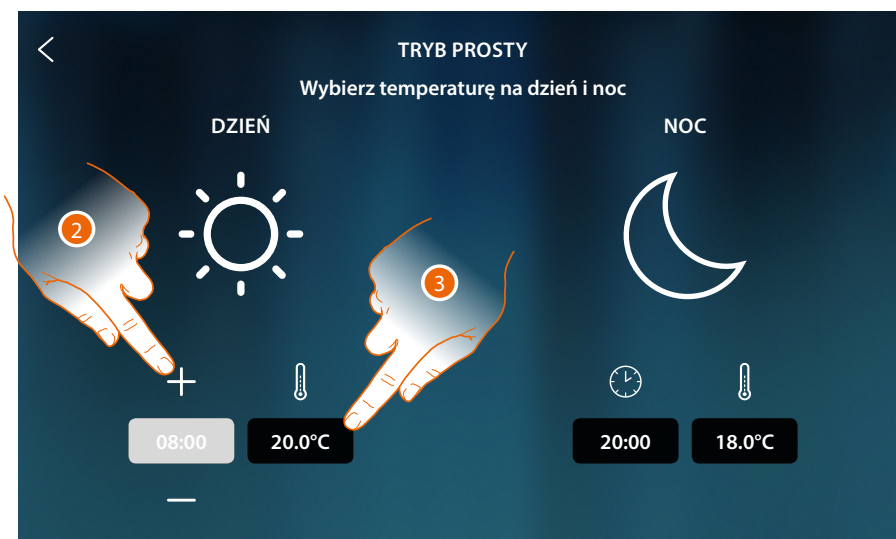 TRYB PROSTY
Wybierz temperaturę na dzień i noc
DZIEŃ
NOC
2
3
08:00
20.0°C
20:00
18.0°C